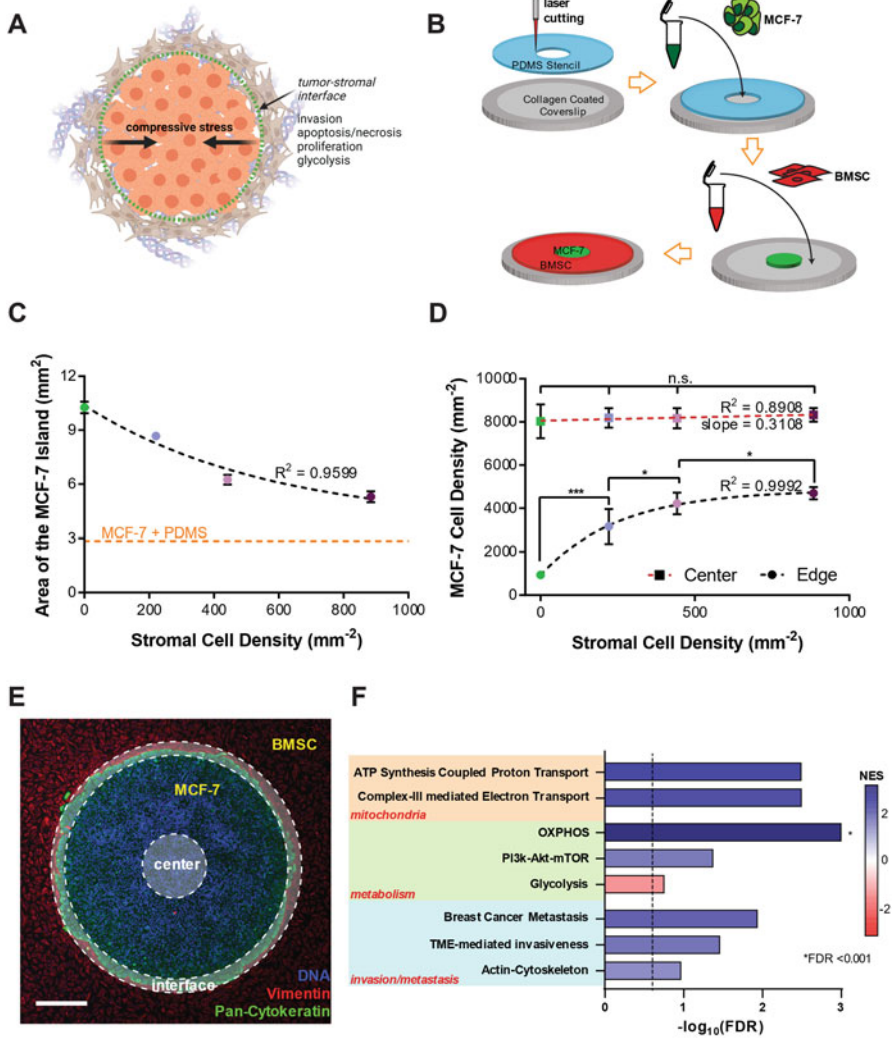 A
tumor-stromal
interface
Invasion
apoptosis/necrosis
proliferation
glycolysis
compressive stress
B
laser
cutting
PDMS Stencil
Collagen Coated
Coverslip
MCF-7
BMSC
MCF-7
BMSC
C
Area of the MCF-7 Island (mm²)
12
9
6
3
0
R² = 0.9599
MCF-7 + PDMS
0 200 400 600 800 1000
Stromal Cell Density (mm⁻²)
D
MCF-7 Cell Density (mm⁻²)
10000
8000
6000
4000
2000
0
n.s.
R² = 0.8908
slope = 0.3108
***
*
*
R² = 0.9992
Center Edge
0 500 1000
Stromal Cell Density (mm⁻²)
E
BMSC
MCF-7
center
interface
DNA
Vimentin
Pan-Cytokeratin
F
ATP Synthesis Coupled Proton Transport
Complex-III mediated Electron Transport
mitochondria
OXPHOS
PI3k-Akt-mTOR
Glycolysis
metabolism
Breast Cancer Metastasis
TME-mediated invasiveness
Actin-Cytoskeleton
invasion/metastasis
*
NES
2
0
-2
*FDR <0.001
0 1 2 3
-log₁₀(FDR)